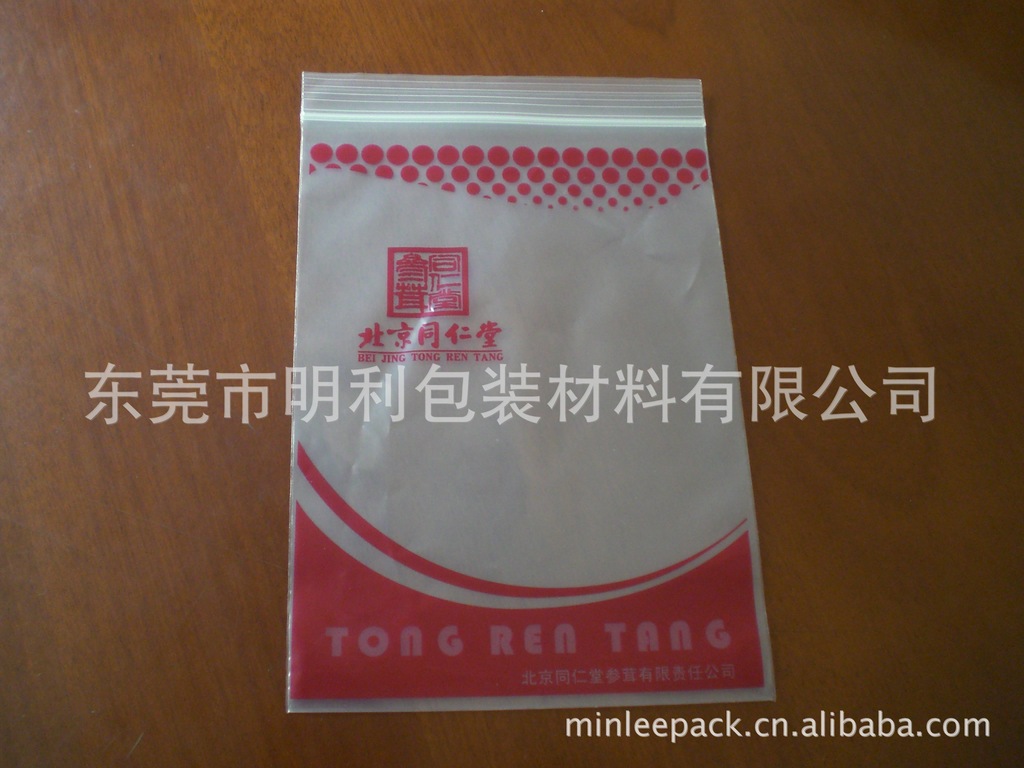 同仁堂
參茸
北京同仁堂
BEI JING TONG REN TANG
东莞市明利包装材料有限公司
TONG REN TANG
北京同仁堂参茸有限责任公司
minleepack.cn.alibaba.com